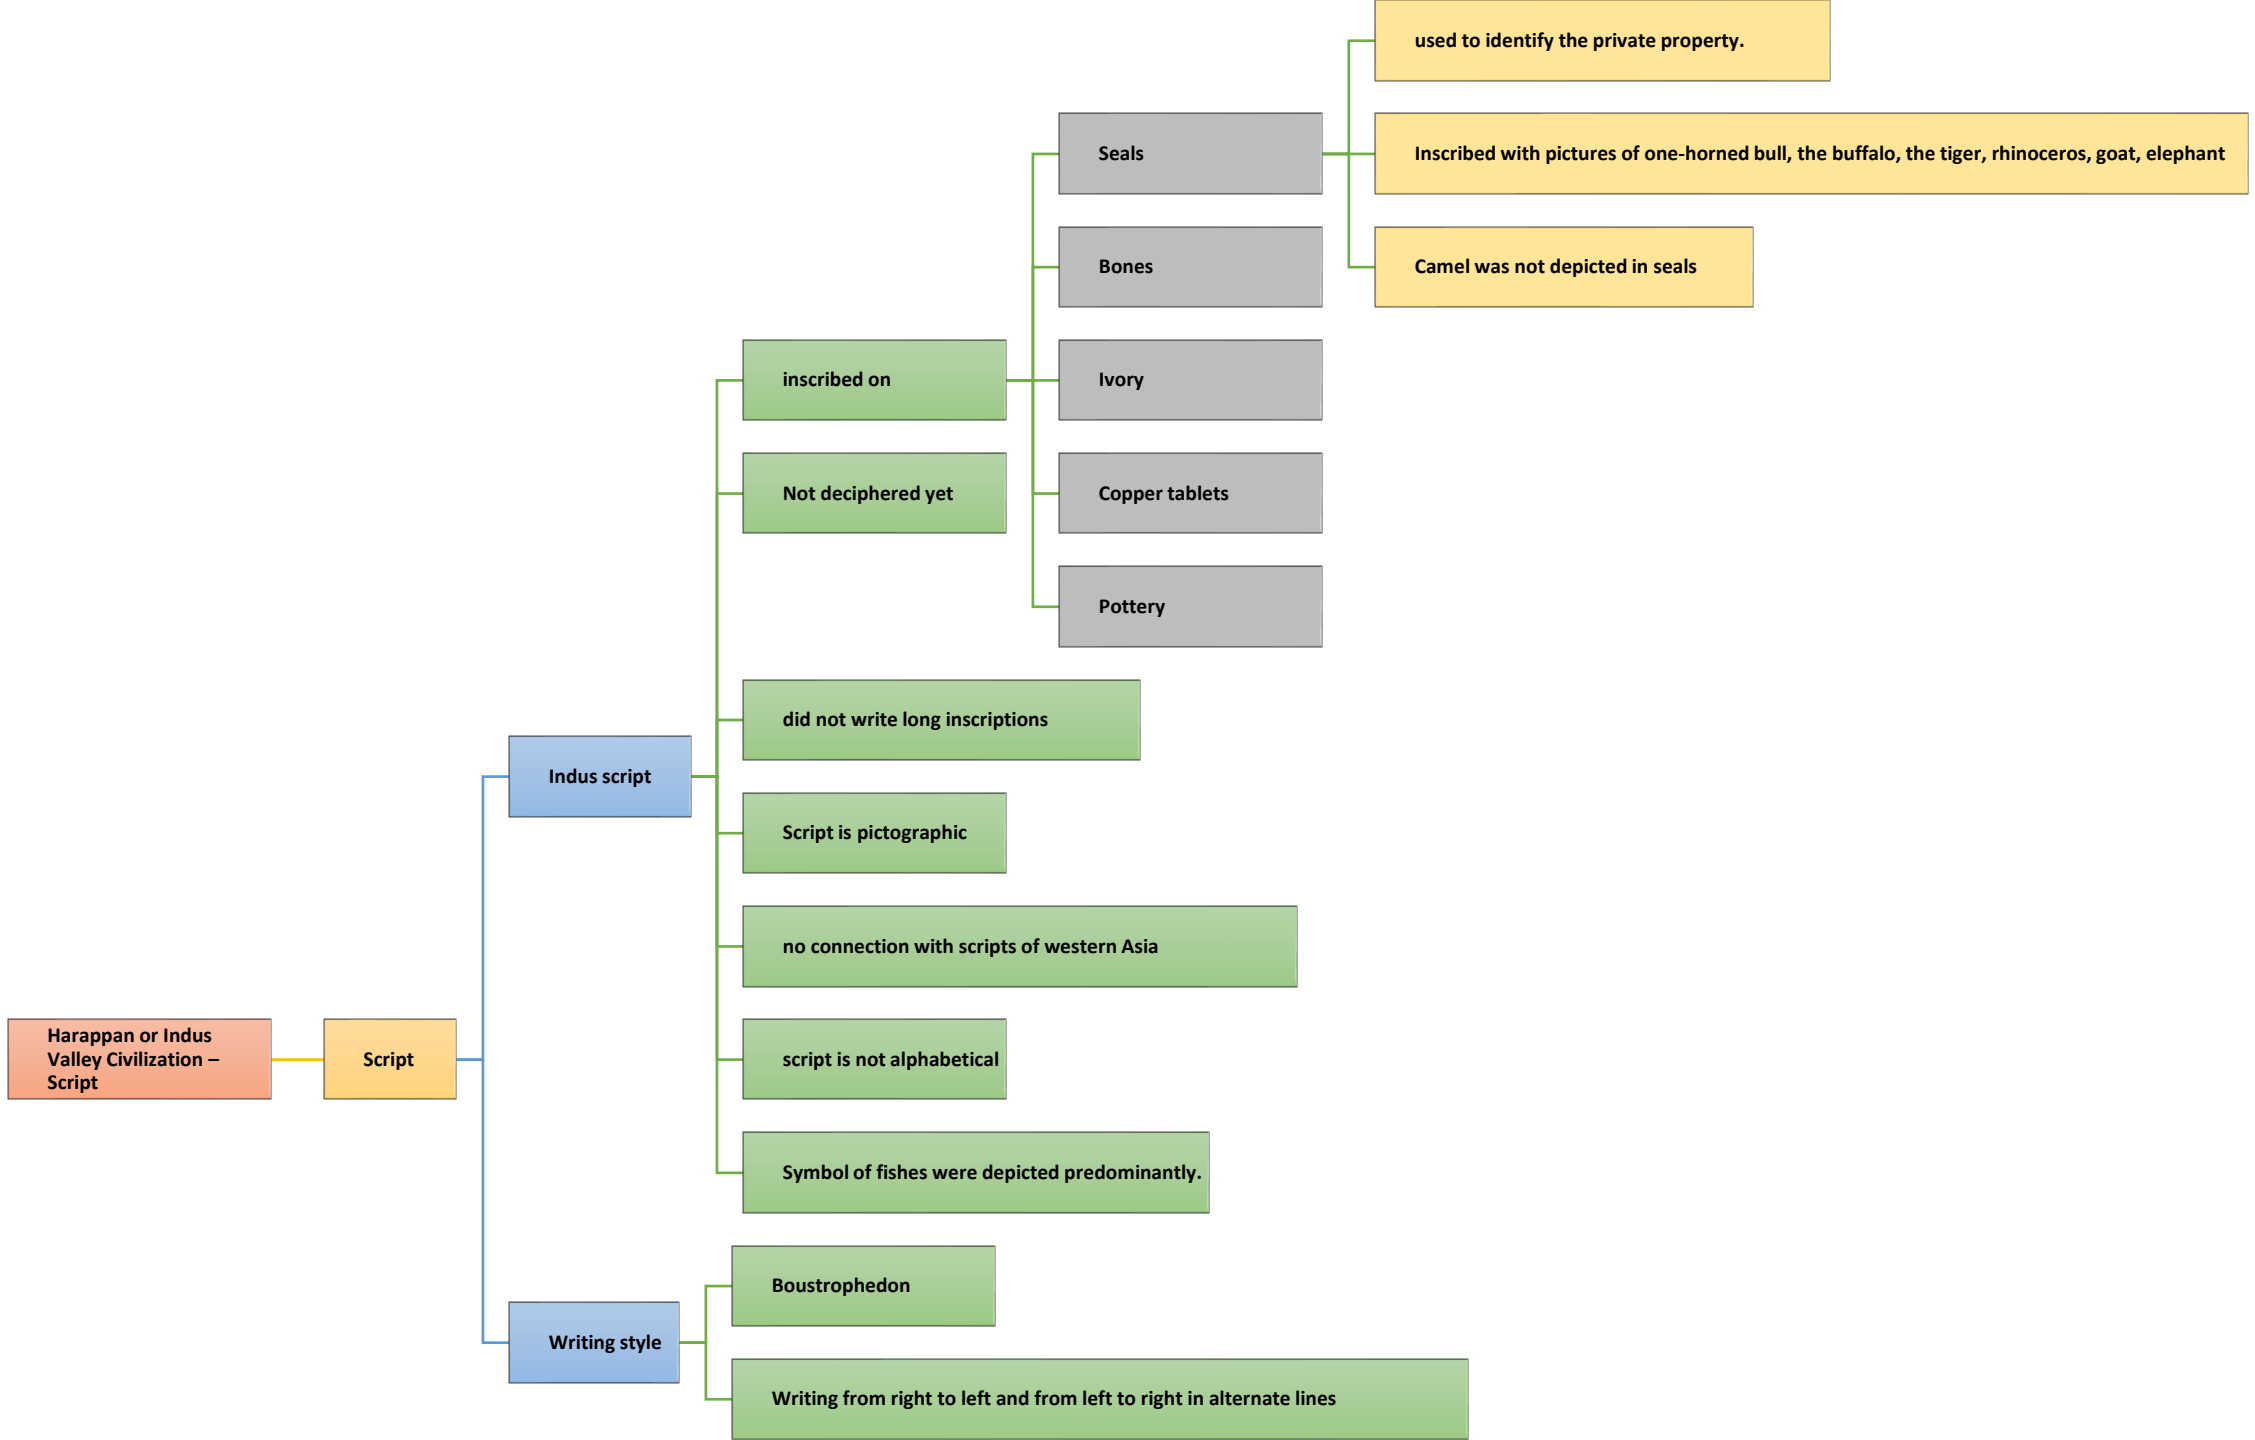 used to identify the private property.
Seals
Inscribed with pictures of one-horned bull, the buffalo, the tiger, rhinoceros, goat, elephant
Bones
Camel was not depicted in seals
inscribed on
Ivory
Not deciphered yet
Copper tablets
Pottery
did not write long inscriptions
Indus script
Script is pictographic
no connection with scripts of western Asia
Harappan or Indus
Valley Civilization –
Script
Script
script is not alphabetical
Symbol of fishes were depicted predominantly.
Boustrophedon
Writing style
Writing from right to left and from left to right in alternate lines